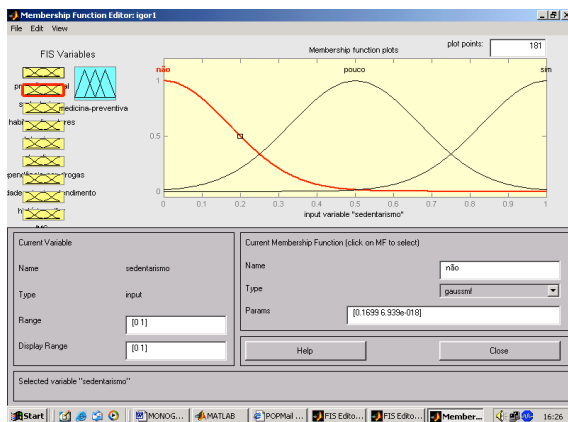 Membership Function Editor: igor1
File Edit View
FIS Variables
Membership function plots
plot points:
181
medicina-preventiva
não
pouco
sim
1
0.5
0
0 0.1 0.2 0.3 0.4 0.5 0.6 0.7 0.8 0.9 1
input variable "sedentarismo"
Current Variable
Name
sedentarismo
Type
input
Range
[0 1]
Display Range
[0 1]
Current Membership Function (click on MF to select)
Name
não
Type
gaussmf
Params
[0.1699 6.939e-018]
Help
Close
Selected variable "sedentarismo"
Start
MONOG...
MATLAB
POPMail ...
FIS Edito...
FIS Edito...
Member...
16:26